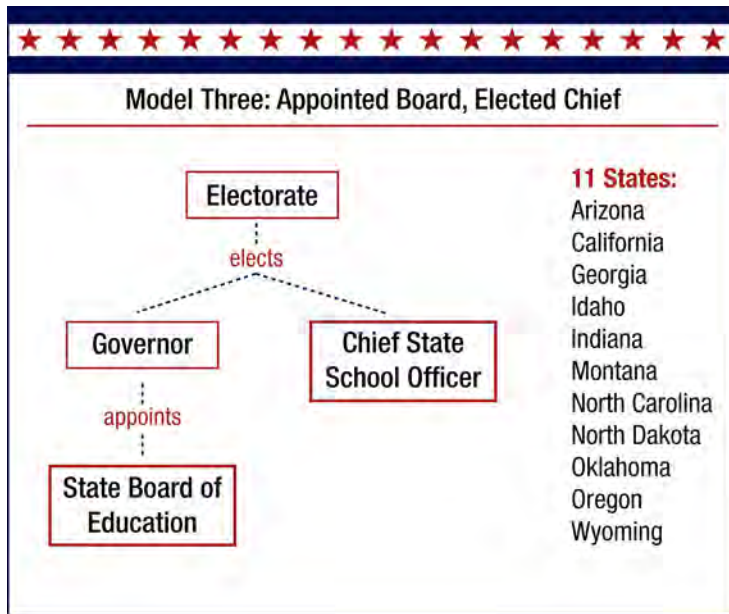 Model Three: Appointed Board, Elected Chief
Electorate
elects
Governor
Chief State
School Officer
appoints
State Board of
Education
11 States:
Arizona
California
Georgia
Idaho
Indiana
Montana
North Carolina
North Dakota
Oklahoma
Oregon
Wyoming